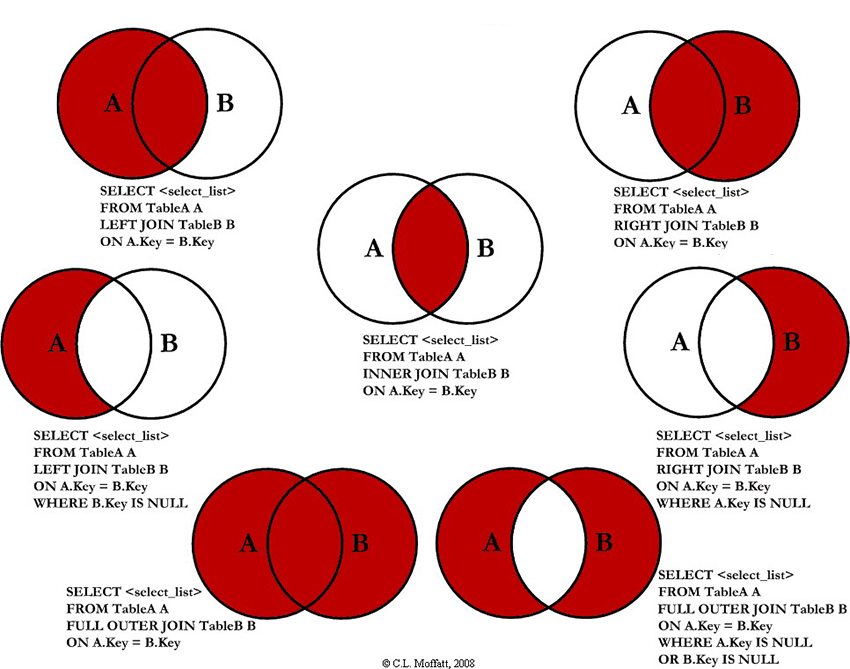 A B
SELECT <select_list>
FROM TableA A
LEFT JOIN TableB B
ON A.Key = B.Key
A B
SELECT <select_list>
FROM TableA A
RIGHT JOIN TableB B
ON A.Key = B.Key
A B
SELECT <select_list>
FROM TableA A
INNER JOIN TableB B
ON A.Key = B.Key
A B
SELECT <select_list>
FROM TableA A
LEFT JOIN TableB B
ON A.Key = B.Key
WHERE B.Key IS NULL
A B
SELECT <select_list>
FROM TableA A
RIGHT JOIN TableB B
ON A.Key = B.Key
WHERE A.Key IS NULL
A B
SELECT <select_list>
FROM TableA A
FULL OUTER JOIN TableB B
ON A.Key = B.Key
A B
SELECT <select_list>
FROM TableA A
FULL OUTER JOIN TableB B
ON A.Key = B.Key
WHERE A.Key IS NULL
OR B.Key IS NULL
© C.L. Moffatt, 2008